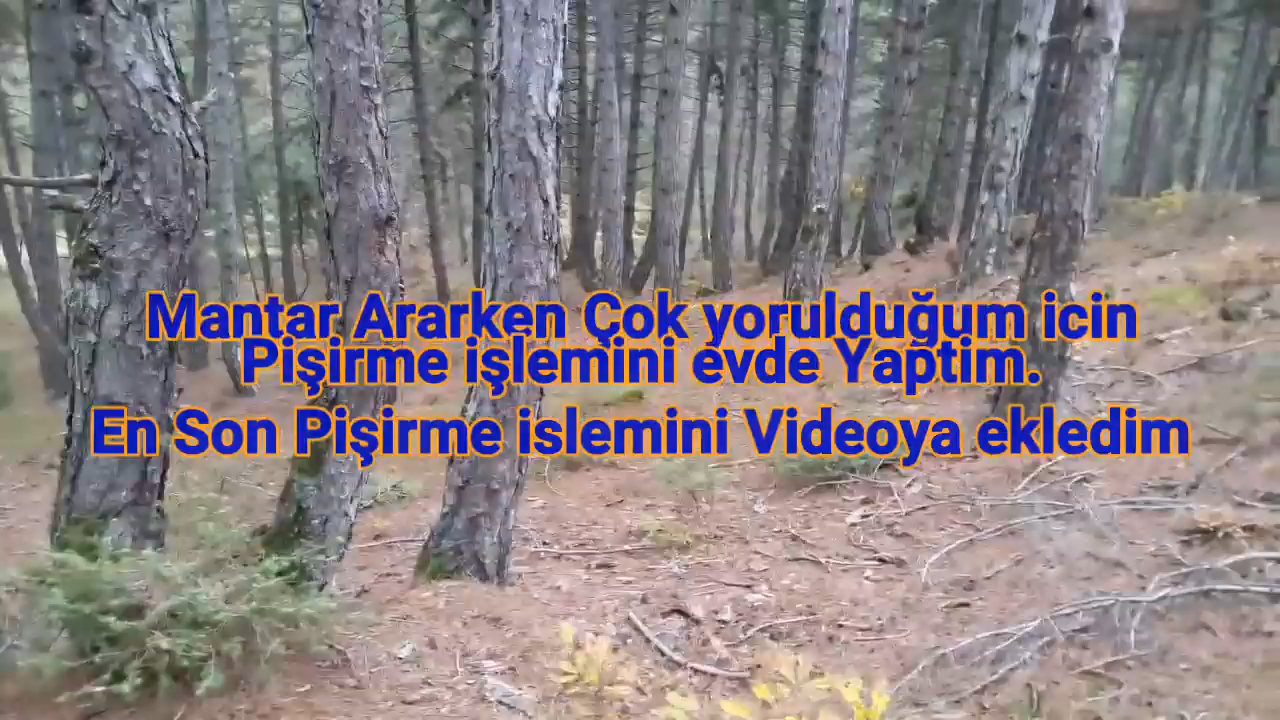 Mantar Ararken Çok yorulduğum icin
Pişirme işlemini evde Yaptim.
En Son Pişirme islemini Videoya ekledim